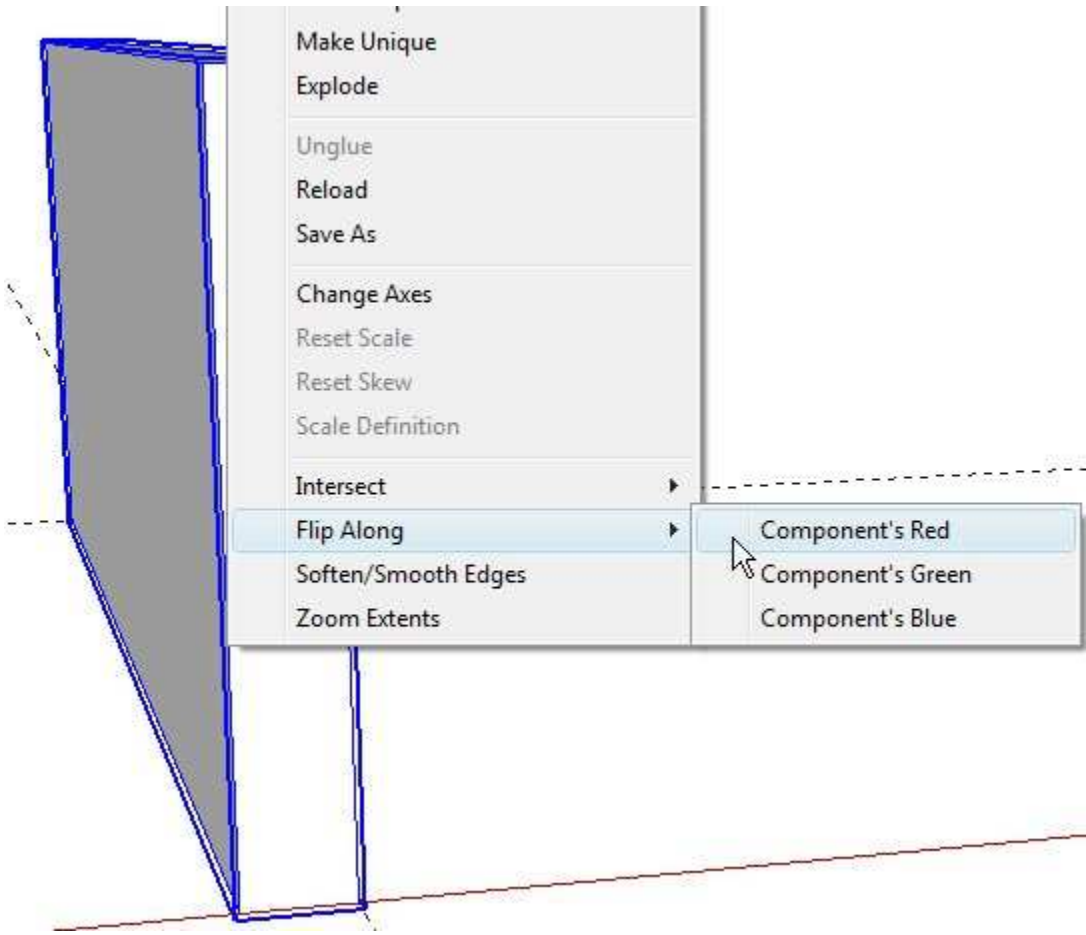 Make Unique
Explode
Unglue
Reload
Save As
Change Axes
Reset Scale
Reset Skew
Scale Definition
Intersect
Flip Along
Component's Red
Soften/Smooth Edges
Component's Green
Zoom Extents
Component's Blue